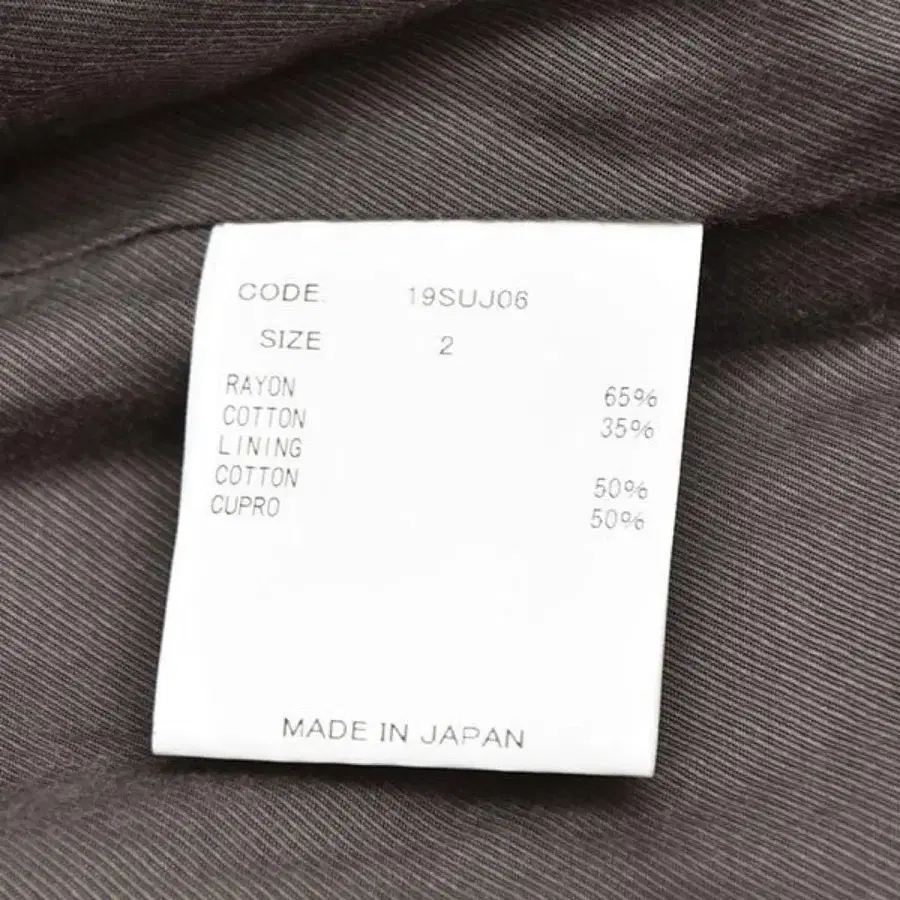 CODE. 19SUJ06
SIZE 2
RAYON 65%
COTTON 35%
LINING
COTTON 50%
CUPRO 50%
MADE IN JAPAN